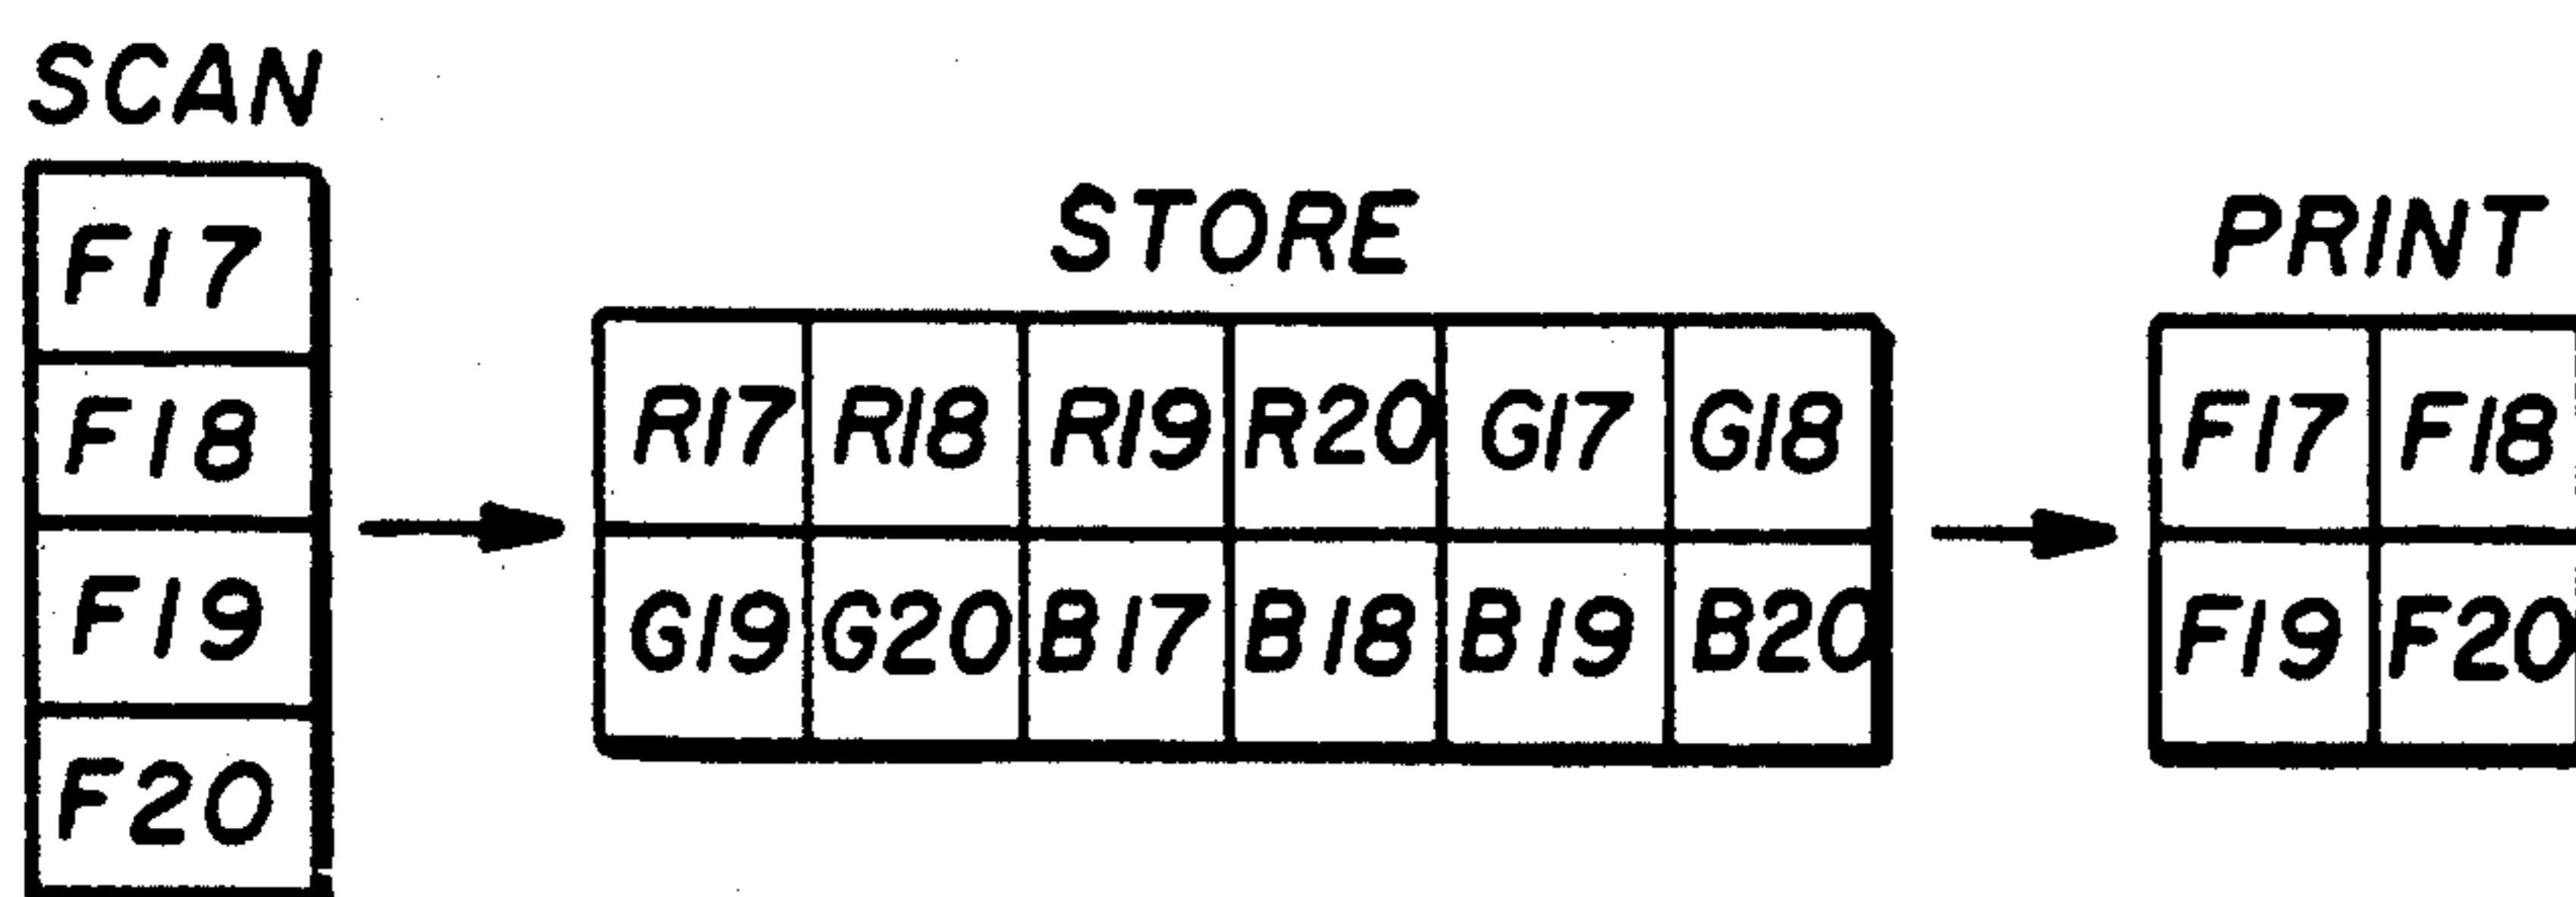 SCAN
F17
F18
F19
F20
STORE
R17 R18 R19 R20 G17 G18
G19 G20 B17 B18 B19 B20
PRINT
F17 F18
F19 F20